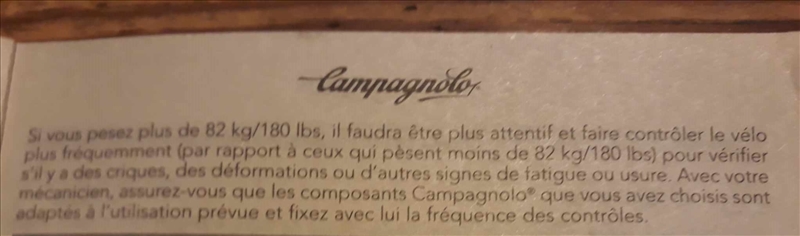 Campagnolo
Si vous pesez plus de 82 kg/180 lbs, il faudra être plus attentif et faire contrôler le vélo
plus fréquemment (par rapport à ceux qui pèsent moins de 82 kg/180 lbs) pour vérifier
s'il y a des criques, des déformations ou d'autres signes de fatigue ou usure. Avec votre
mécanicien, assurez-vous que les composants Campagnolo® que vous avez choisis sont
adaptés à l'utilisation prévue et fixez avec lui la fréquence des contrôles.